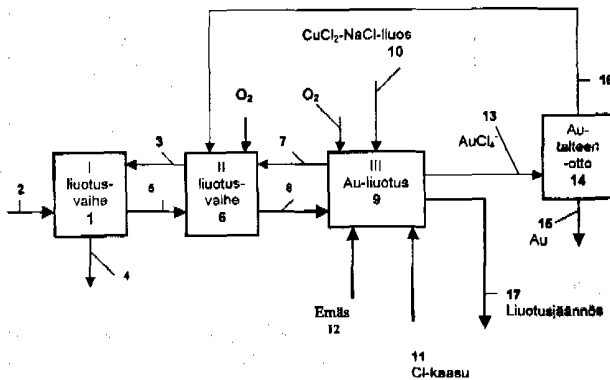 CuCl₂-NaCl-liuos
10
16
O₂
O₂
13
AuCl₄⁻
Au-
talteen
-otto
14
3
7
I
liuotus-
vaihe
1
II
liuotus-
vaihe
6
III
Au-liuotus
9
2
5
8
15
Au
4
17
Liuotusjäännös
Emäs
12
11
Cl-kaasu